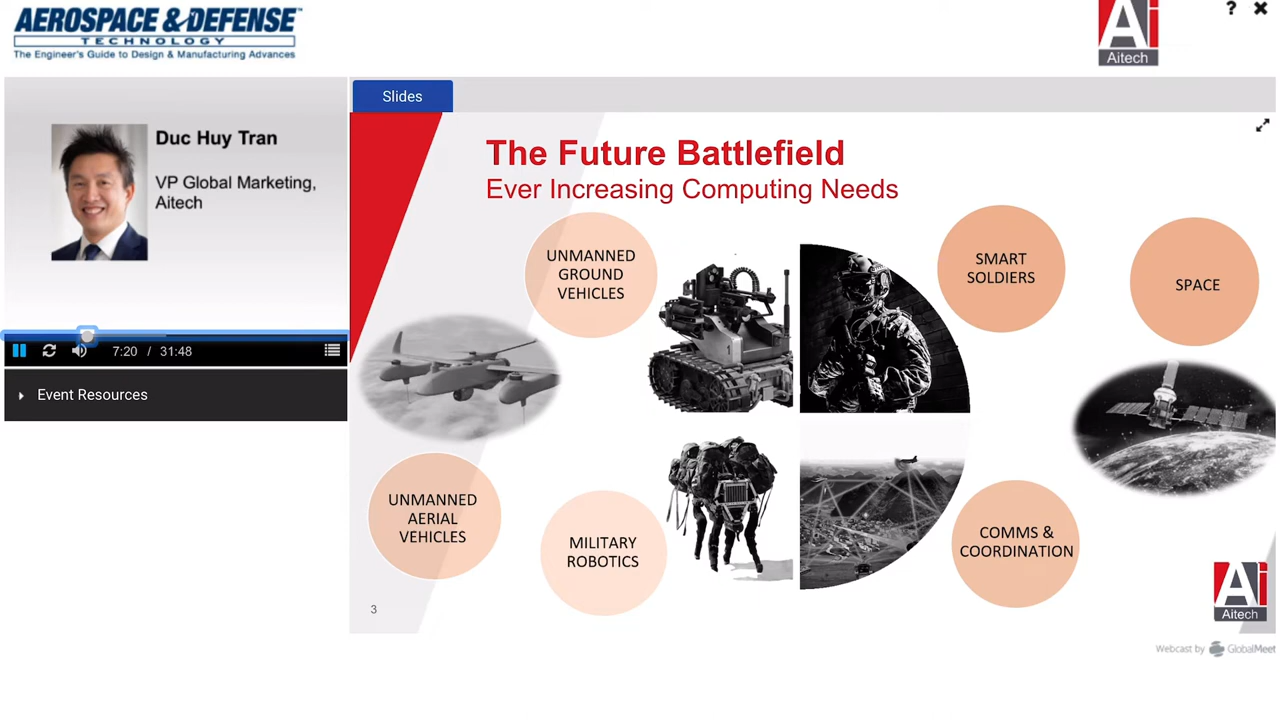 AEROSPACE & DEFENSE™
TECHNOLOGY
The Engineer's Guide to Design & Manufacturing Advances
Ai
Aitech
?
Duc Huy Tran
VP Global Marketing,
Aitech
7:20 / 31:48
Event Resources
Slides
The Future Battlefield
Ever Increasing Computing Needs
UNMANNED
GROUND
VEHICLES
SMART
SOLDIERS
SPACE
UNMANNED
AERIAL
VEHICLES
MILITARY
ROBOTICS
COMMS &
COORDINATION
3
Ai
Aitech
Webcast by GlobalMeet